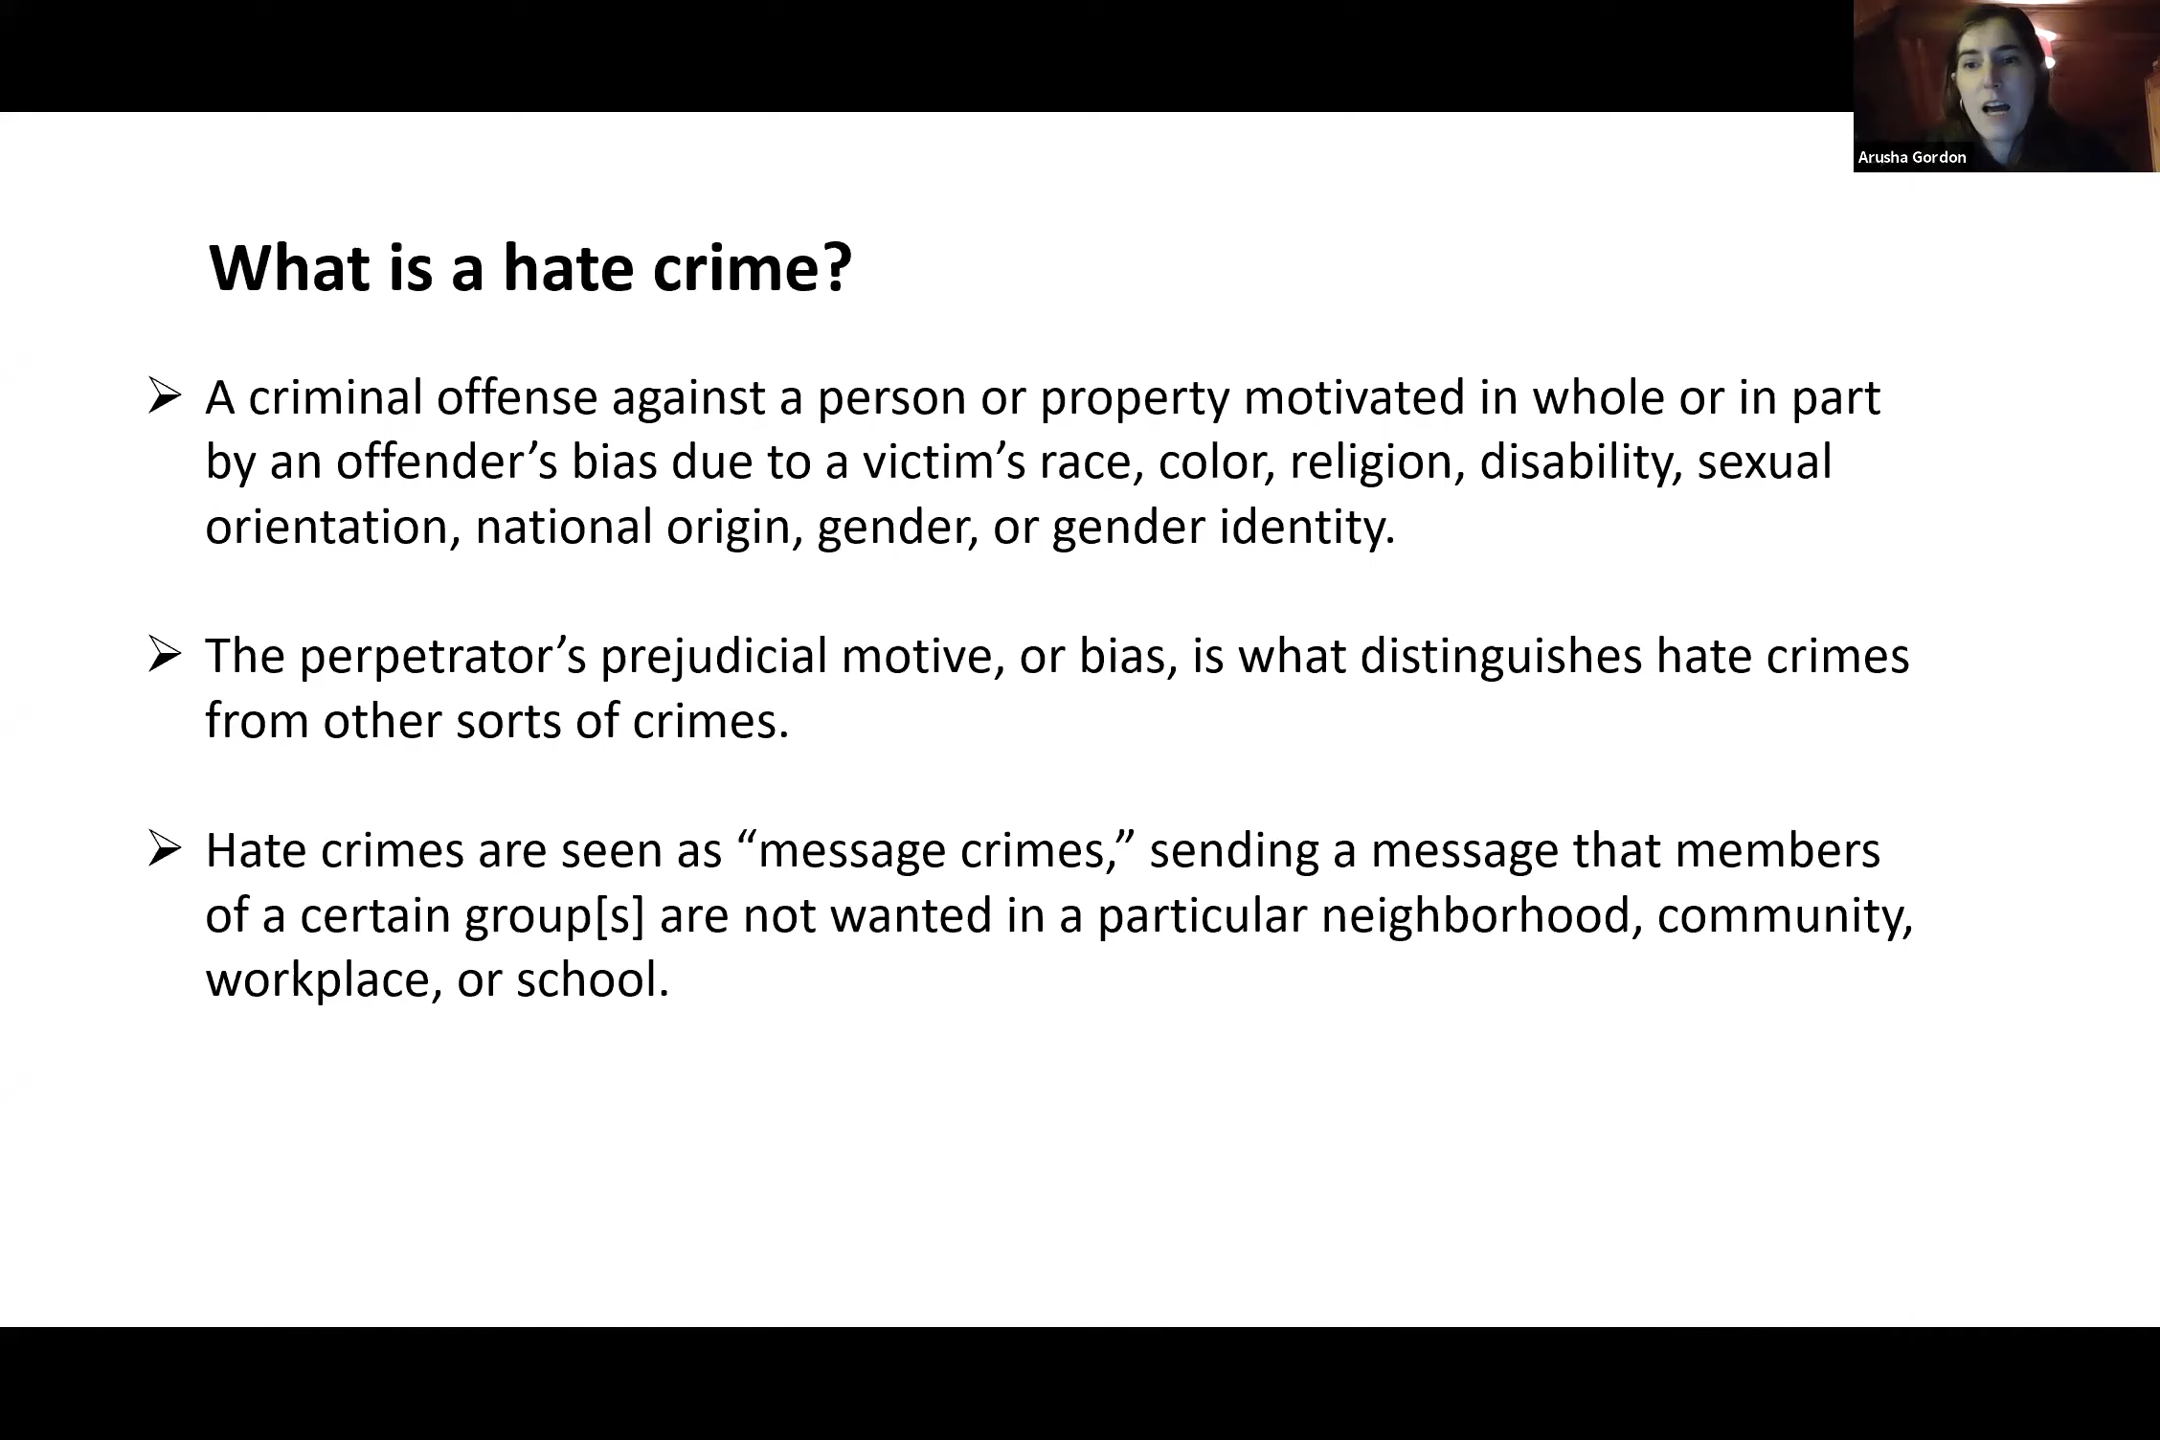 Arusha Gordon
What is a hate crime?
➢ A criminal offense against a person or property motivated in whole or in part
by an offender’s bias due to a victim’s race, color, religion, disability, sexual
orientation, national origin, gender, or gender identity.
➢ The perpetrator’s prejudicial motive, or bias, is what distinguishes hate crimes
from other sorts of crimes.
➢ Hate crimes are seen as “message crimes,” sending a message that members
of a certain group[s] are not wanted in a particular neighborhood, community,
workplace, or school.